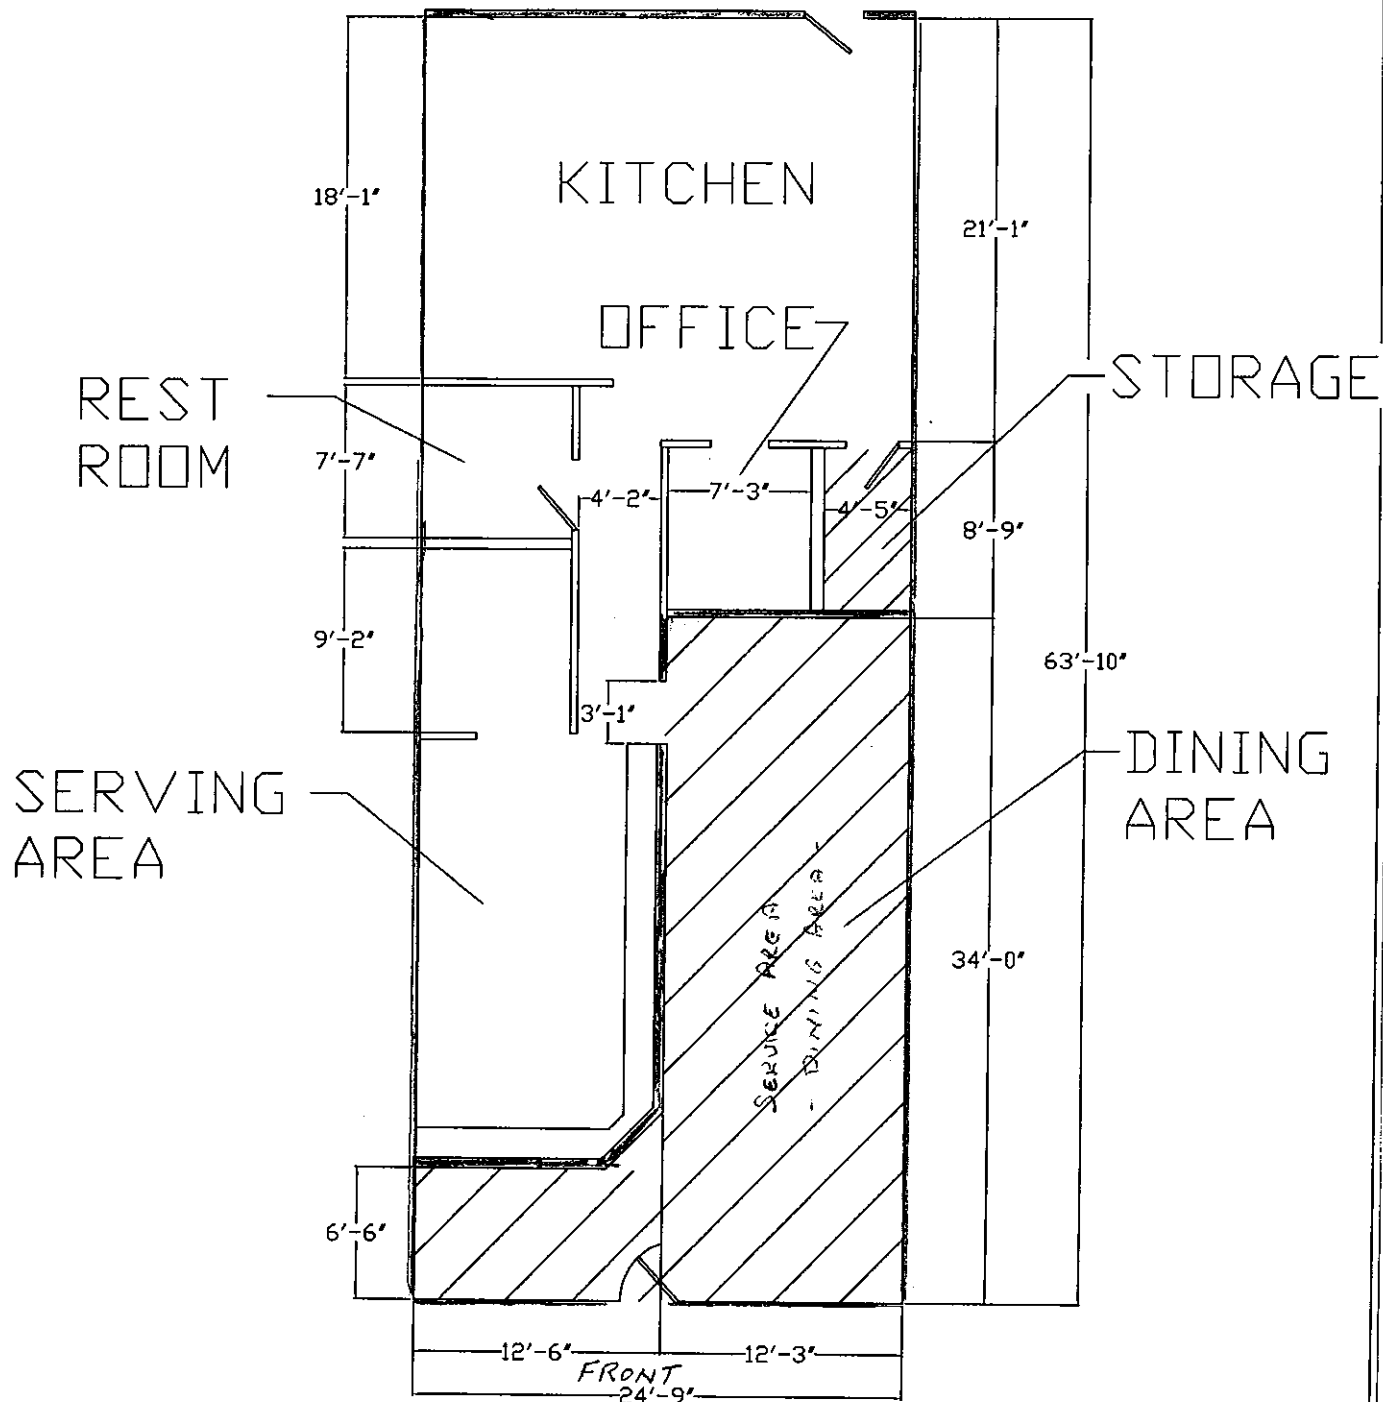 KITCHEN
18'-1"
21'-1"
OFFICE
REST
ROOM
STORAGE
7'-7"
4'-2"
7'-3"
4'-5"
8'-9"
9'-2"
63'-10"
3'-1"
SERVING
AREA
DINING
AREA
SERVICE AREA
- DINING AREA -
34'-0"
6'-6"
12'-6"
12'-3"
FRONT
24'-9"